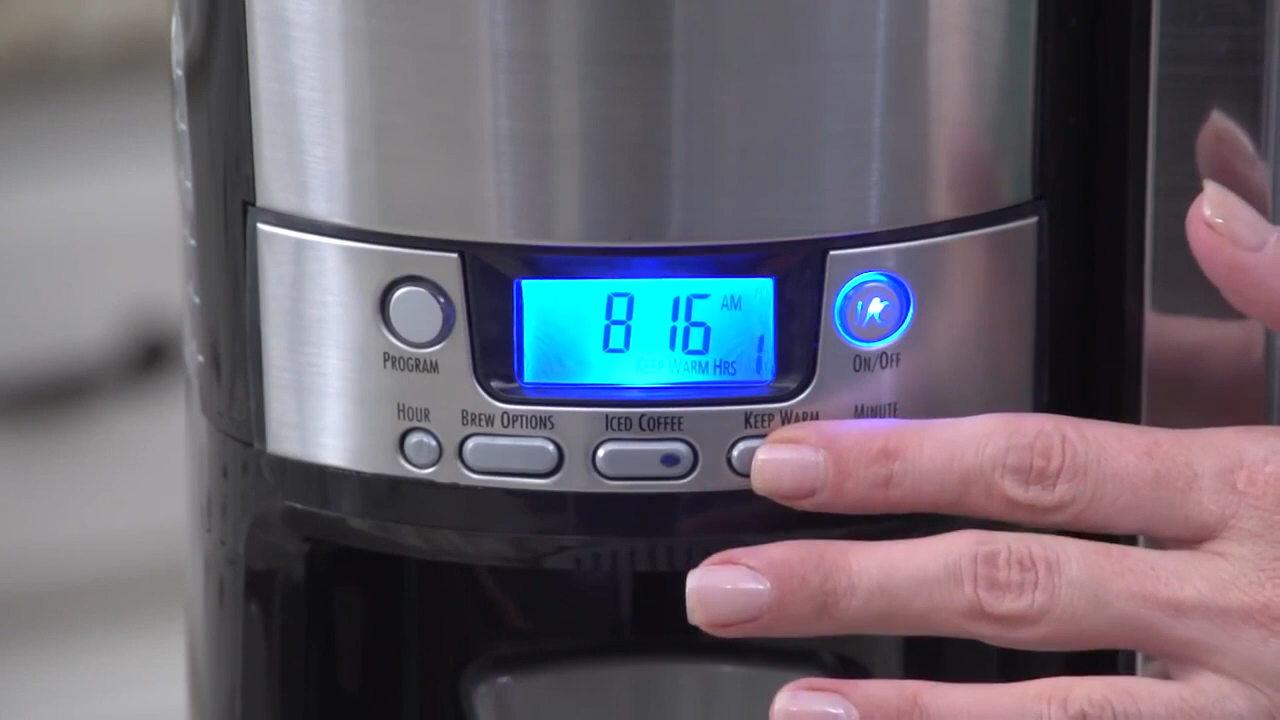 8 16 AM
KEEP WARM HRS 1
PROGRAM
ON/OFF
HOUR
BREW OPTIONS
ICED COFFEE
KEEP WARM
MINUTE